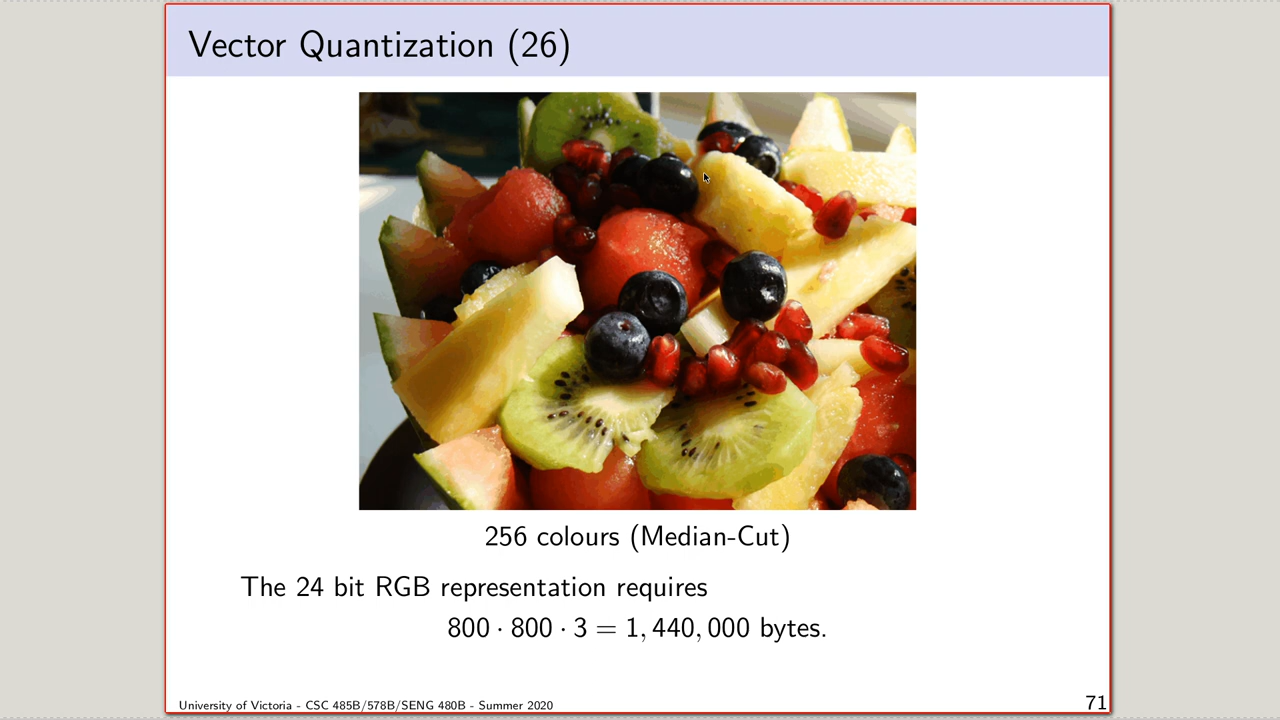 Vector Quantization (26)
256 colours (Median-Cut)
The 24 bit RGB representation requires
800 · 800 · 3 = 1, 440, 000 bytes.
University of Victoria - CSC 485B/578B/SENG 480B - Summer 2020
71